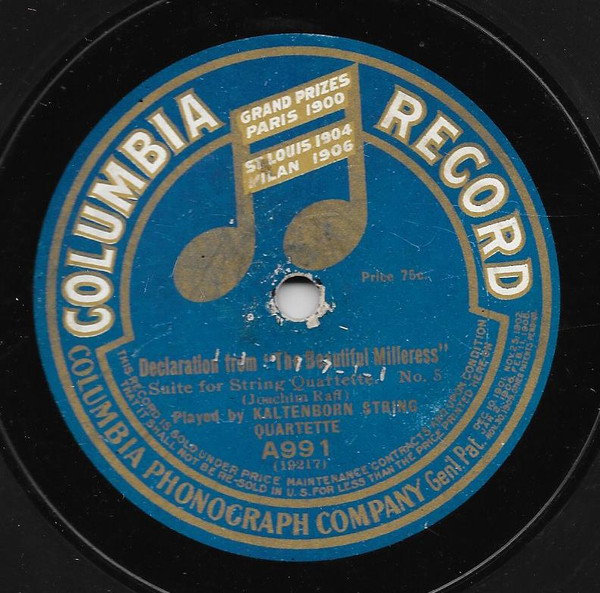 COLUMBIA RECORD
GRAND PRIZES
PARIS 1900
ST. LOUIS 1904
MILAN 1906
Price 75c.
Declaration from "The Beautiful Milleress"
Suite for String Quartette. No. 5
(Joachim Raff)
Played by KALTENBORN STRING
QUARTETTE
A991
(19217)
THIS RECORD IS SOLD UNDER PRICE MAINTENANCE CONTRACTS AND UPON CONDITION
THAT IT SHALL NOT BE RE-SOLD IN U.S. FOR LESS THAN THE PRICE PRINTED HEREON
COLUMBIA PHONOGRAPH COMPANY Gen'l Pat.